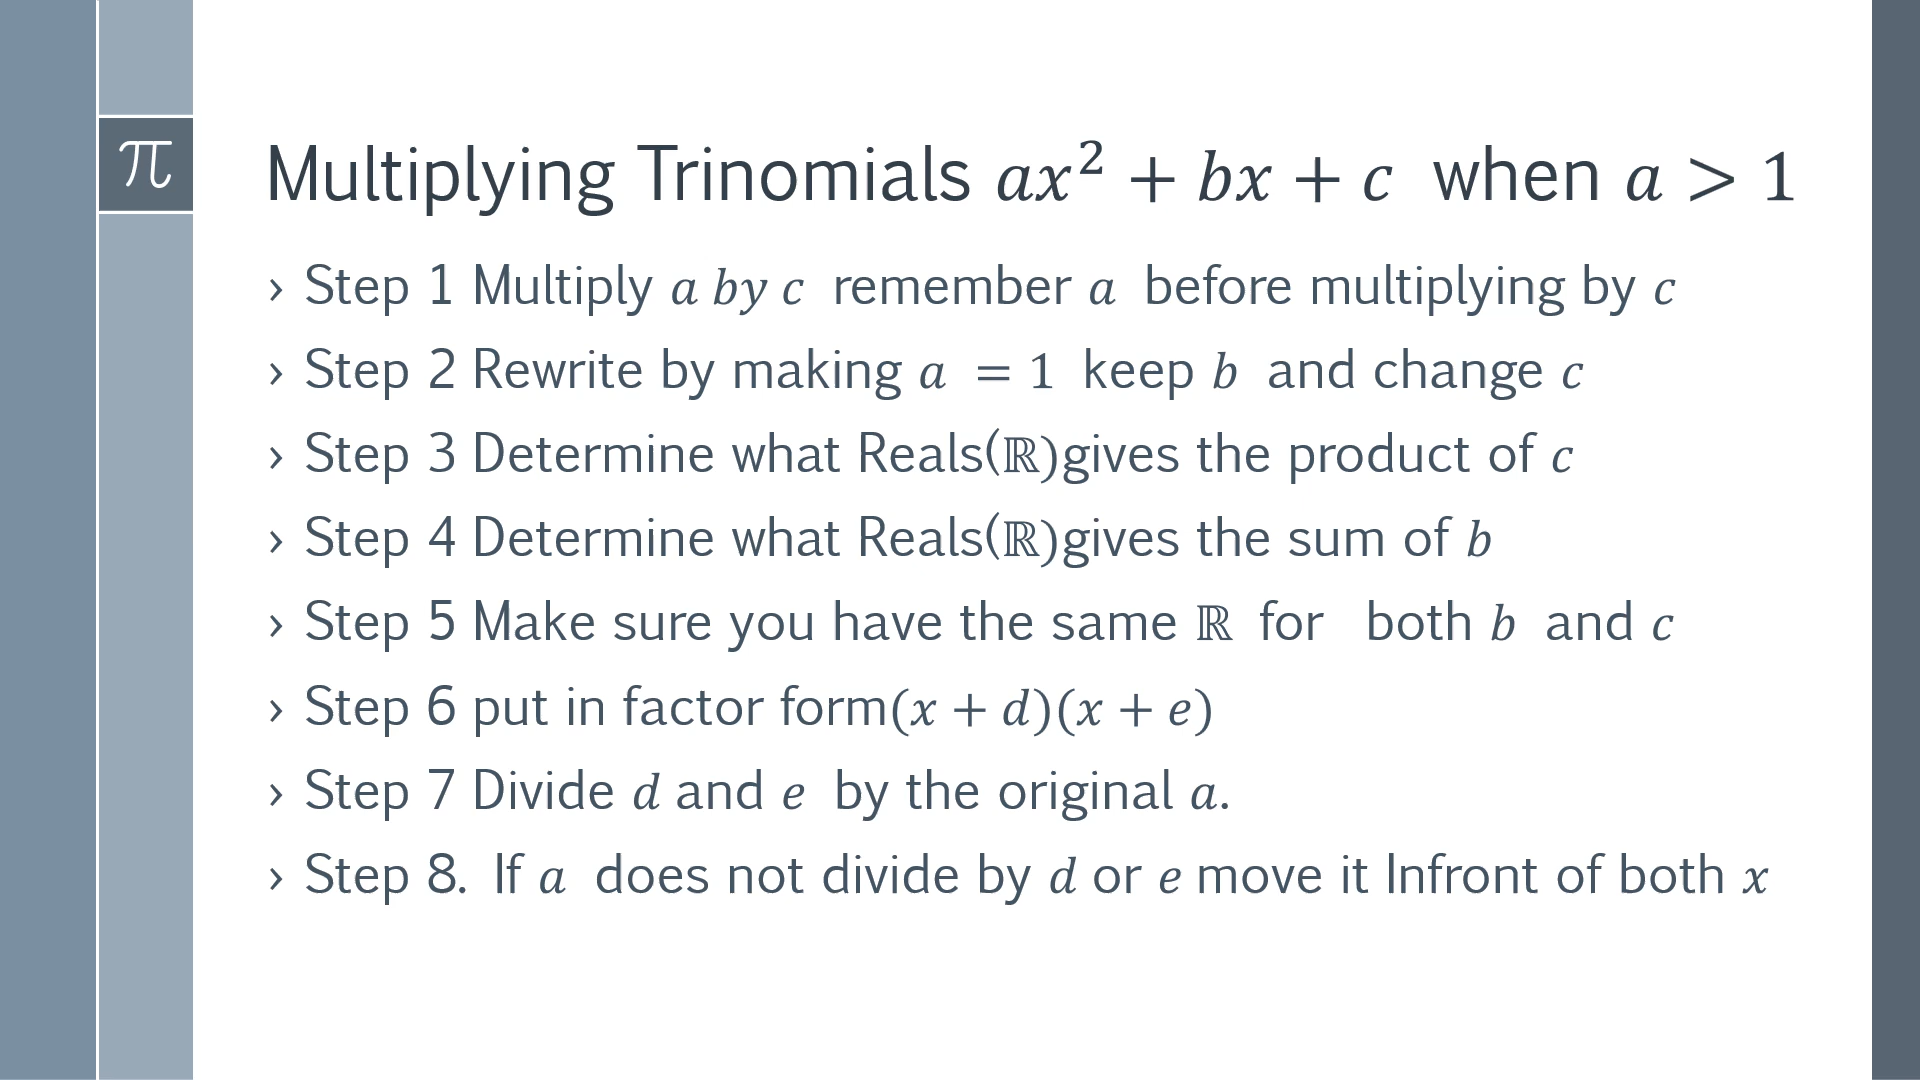 π
Multiplying Trinomials 𝑎𝑥² + 𝑏𝑥 + 𝑐 when 𝑎 > 1
› Step 1 Multiply 𝑎 𝑏𝑦 𝑐 remember 𝑎 before multiplying by 𝑐
› Step 2 Rewrite by making 𝑎 = 1 keep 𝑏 and change 𝑐
› Step 3 Determine what Reals(ℝ)gives the product of 𝑐
› Step 4 Determine what Reals(ℝ)gives the sum of 𝑏
› Step 5 Make sure you have the same ℝ for both 𝑏 and 𝑐
› Step 6 put in factor form(𝑥 + 𝑑)(𝑥 + 𝑒)
› Step 7 Divide 𝑑 and 𝑒 by the original 𝑎.
› Step 8. If 𝑎 does not divide by 𝑑 or 𝑒 move it Infront of both 𝑥